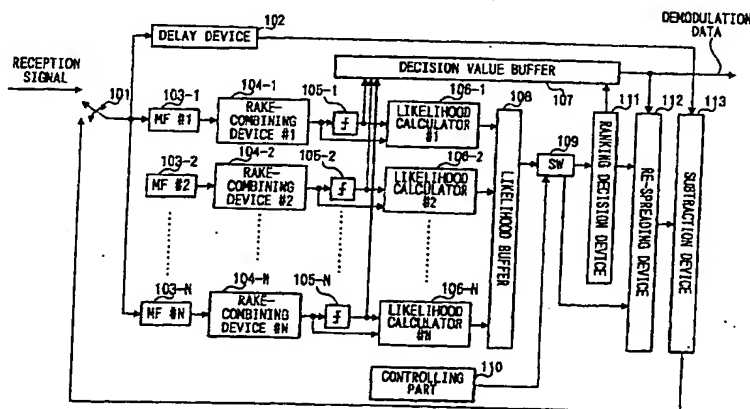 DELAY DEVICE
102
DEMODULATION
DATA
RECEPTION
SIGNAL
101
DECISION VALUE BUFFER
107
103-1
MF #1
104-1
RAKE-
COMBINING
DEVICE #1
105-1
106-1
LIKELIHOOD
CALCULATOR
#1
108
LIKELIHOOD BUFFER
109
SW
111
RANKING DECISION DEVICE
112
RE-SPREADING DEVICE
113
SUBTRACTION DEVICE
103-2
MF #2
104-2
RAKE-
COMBINING
DEVICE #2
105-2
106-2
LIKELIHOOD
CALCULATOR
#2
103-N
MF #N
104-N
RAKE-
COMBINING
DEVICE #N
105-N
106-N
LIKELIHOOD
CALCULATOR
#N
CONTROLLING
PART
110